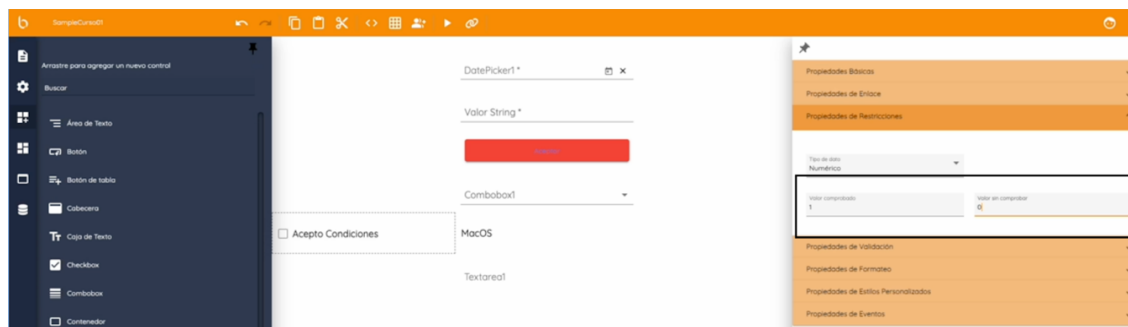 SampleCurso01
Arrastre para agregar un nuevo control
Buscar
Área de Texto
Botón
Botón de tabla
Cabecera
Caja de Texto
Checkbox
Combobox
Contenedor
DatePicker1 *
Valor String *
Combobox1
Acepto Condiciones
MacOS
Textarea1
Propiedades Básicas
Propiedades de Enlace
Propiedades de Restricciones
Tipo de dato
Numérico
Valor comprobado
1
Valor sin comprobar
0
Propiedades de Validación
Propiedades de Formateo
Propiedades de Estilos Personalizados
Propiedades de Eventos